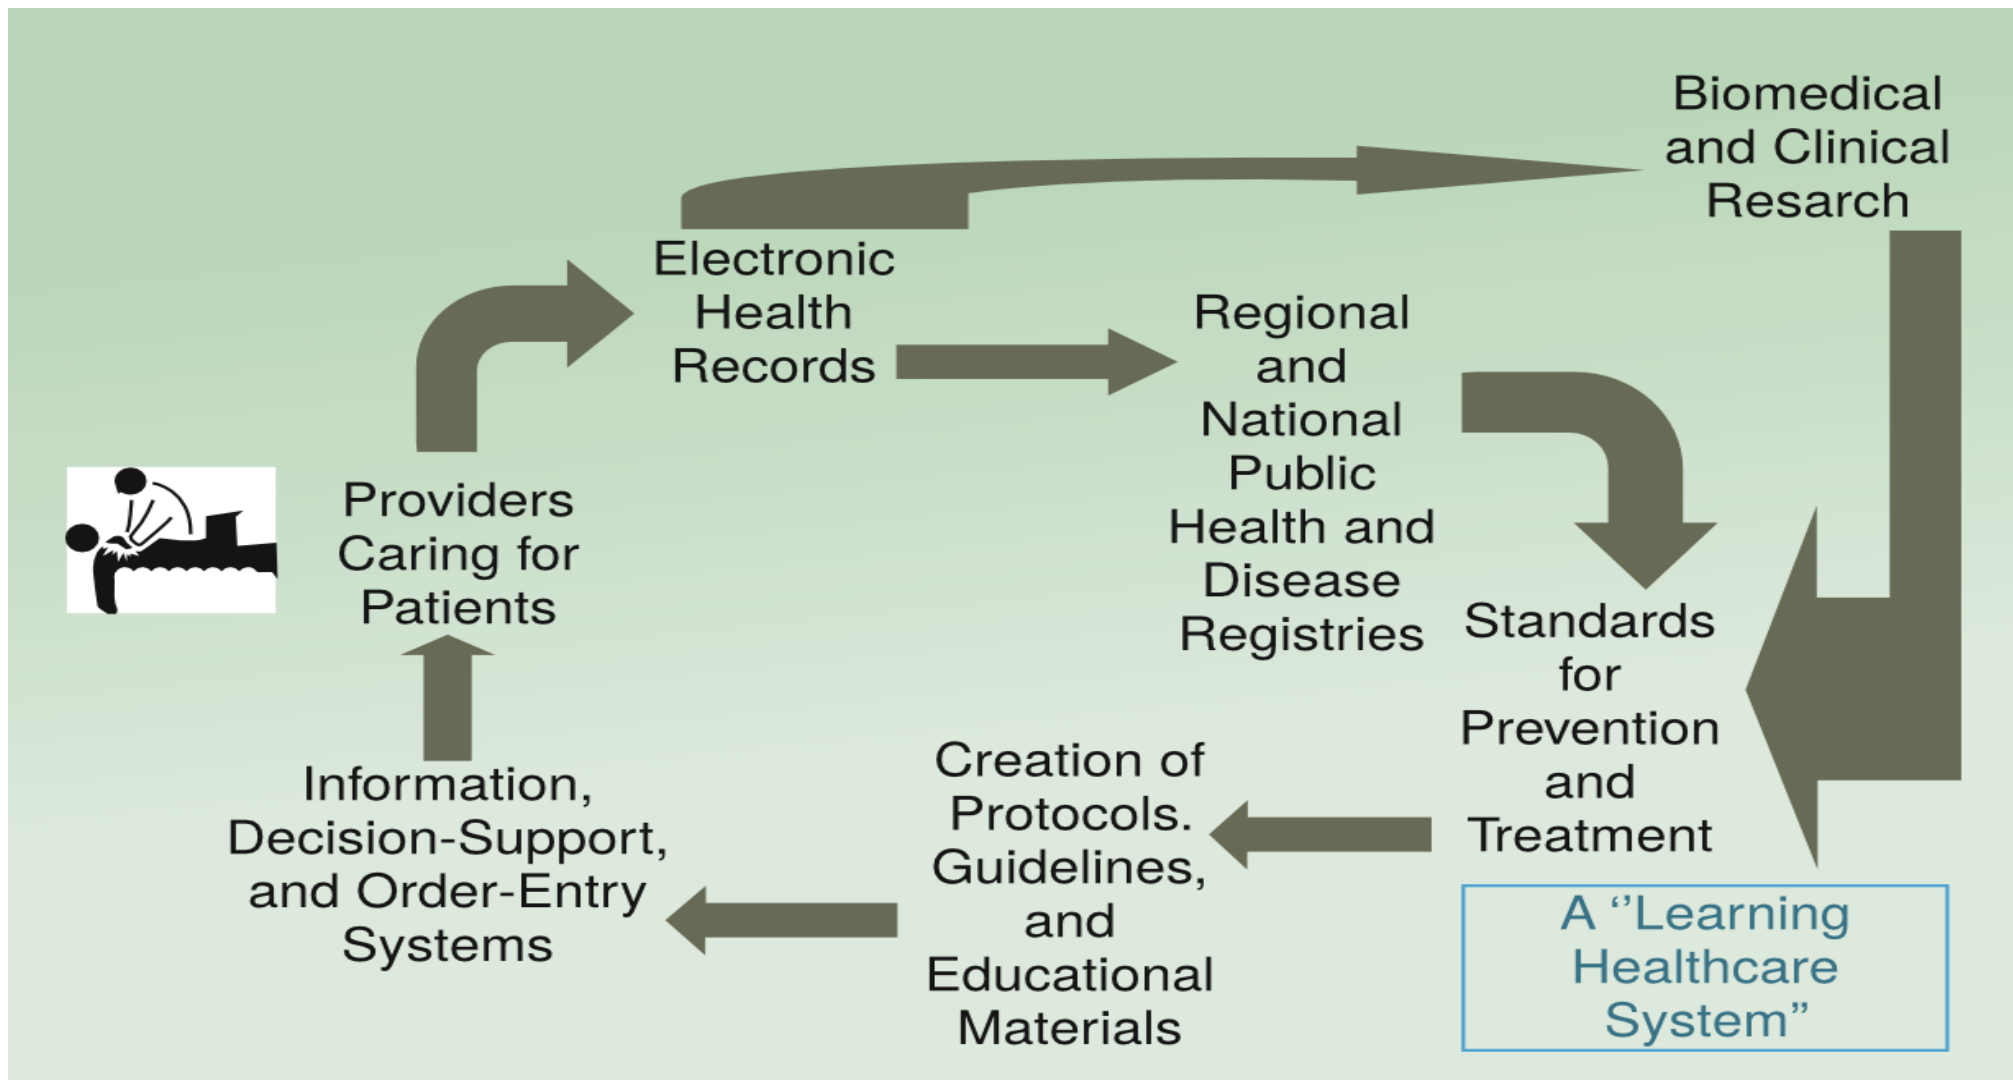 Biomedical
and Clinical
Resarch
Electronic
Health
Records
Regional
and
National
Public
Health and
Disease
Registries
Providers
Caring for
Patients
Standards
for
Prevention
and
Treatment
Creation of
Protocols.
Guidelines,
and
Educational
Materials
Information,
Decision-Support,
and Order-Entry
Systems
A ‘’Learning
Healthcare
System”